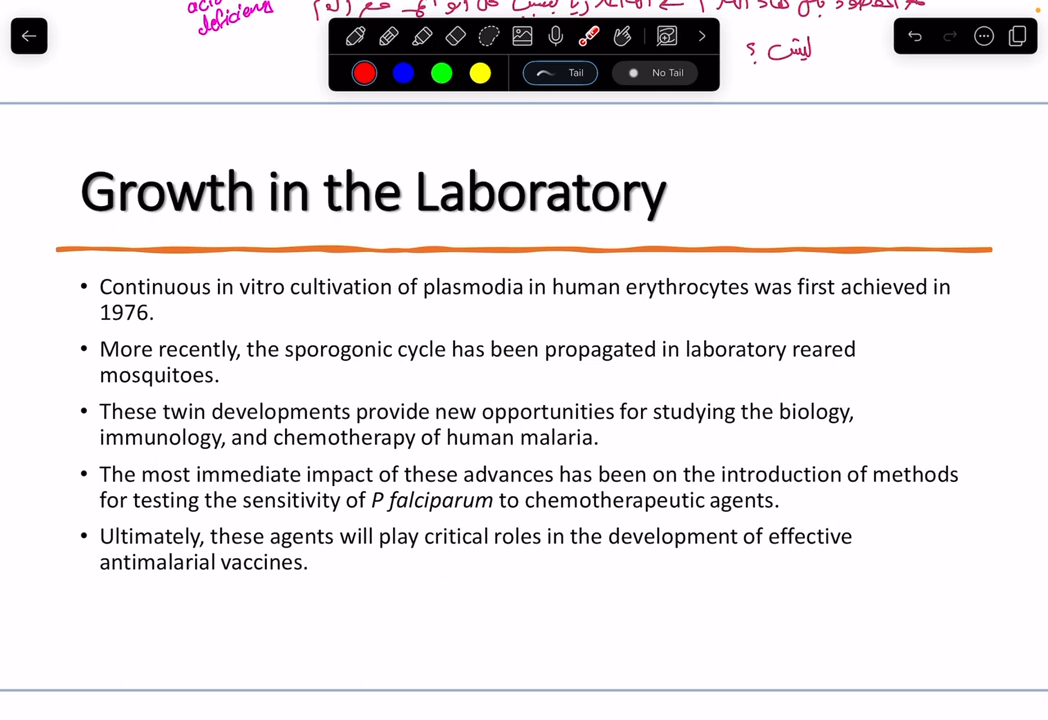 deficiency
ليش ؟
Tail
No Tail
Growth in the Laboratory
• Continuous in vitro cultivation of plasmodia in human erythrocytes was first achieved in
1976.
• More recently, the sporogonic cycle has been propagated in laboratory reared
mosquitoes.
• These twin developments provide new opportunities for studying the biology,
immunology, and chemotherapy of human malaria.
• The most immediate impact of these advances has been on the introduction of methods
for testing the sensitivity of P falciparum to chemotherapeutic agents.
• Ultimately, these agents will play critical roles in the development of effective
antimalarial vaccines.